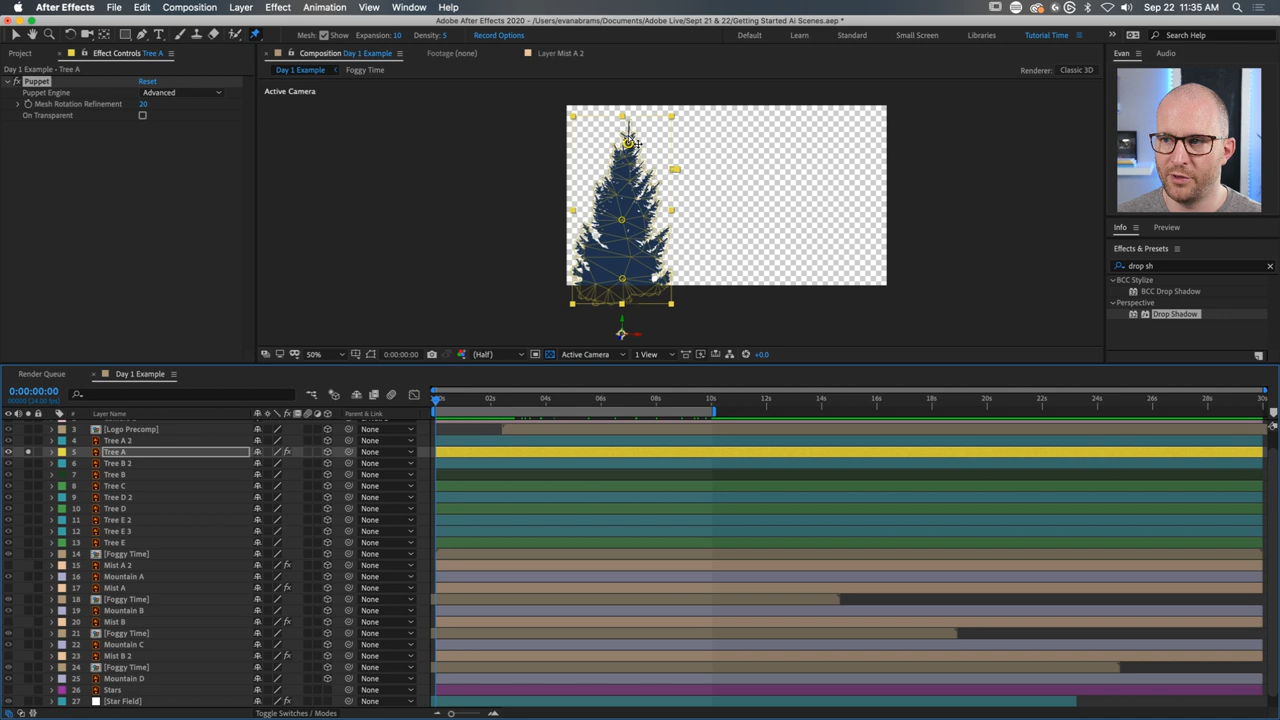 After Effects File Edit Composition Layer Effect Animation View Window Help Sep 22 11:35 AM
Adobe After Effects 2020 - /Users/evanabrams/Documents/Adobe Live/Sept 21 & 22/Getting Started Ai Scenes.aep *
Mesh: Show Expansion: 10 Density: 5 Record Options Default Learn Standard Small Screen Libraries Tutorial Time Search Help
Project Effect Controls Tree A Composition Day 1 Example Footage (none) Layer Mist A 2 Evan Audio
Day 1 Example • Tree A Day 1 Example Foggy Time Renderer: Classic 3D
fx Puppet Reset
Puppet Engine Advanced
Mesh Rotation Refinement 20
On Transparent
Active Camera
Info Preview
Effects & Presets
drop sh
BCC Stylize
BCC Drop Shadow
Perspective
Drop Shadow
50% 0:00:00:00 (Half) Active Camera 1 View +0.0
Render Queue Day 1 Example
0:00:00:00
00000 (24.00 fps)
# Layer Name Parent & Link 02s 04s 06s 08s 10s 12s 14s 16s 18s 20s 22s 24s 26s 28s 30s
3 [Logo Precomp] None
4 Tree A 2 None
5 Tree A fx None
6 Tree B 2 None
7 Tree B None
8 Tree C None
9 Tree D 2 None
10 Tree D None
11 Tree E 2 None
12 Tree E 3 None
13 Tree E None
14 [Foggy Time] None
15 Mist A 2 fx None
16 Mountain A None
17 Mist A fx None
18 [Foggy Time] None
19 Mountain B None
20 Mist B fx None
21 [Foggy Time] None
22 Mountain C None
23 Mist B 2 fx None
24 [Foggy Time] None
25 Mountain D None
26 Stars None
27 [Star Field] fx None
Toggle Switches / Modes